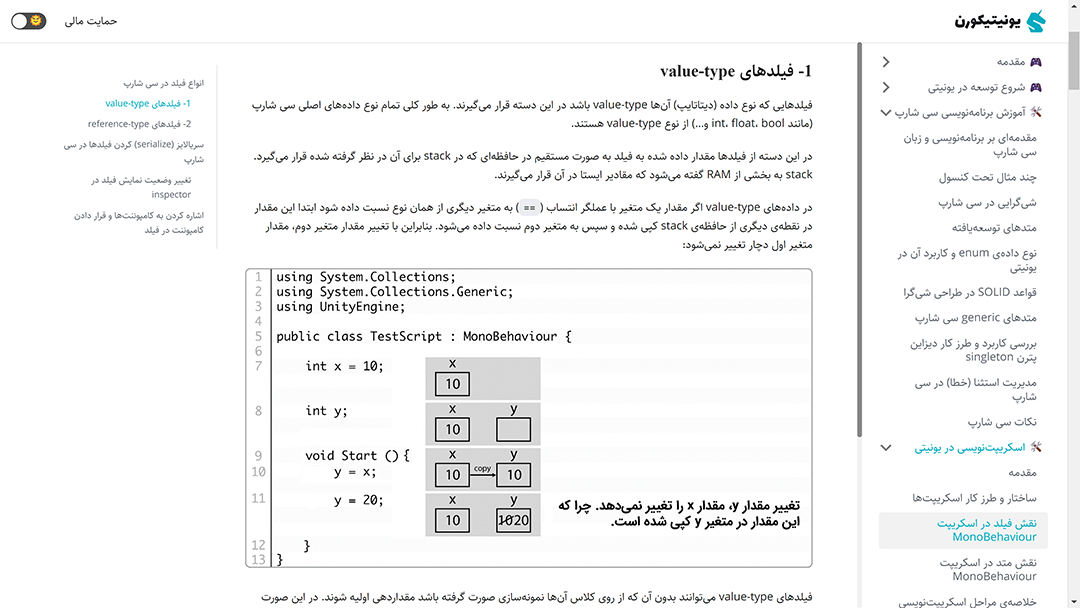 یونیتیکورن
حمایت مالی
مقدمه
شروع توسعه در یونیتی
آموزش برنامه‌نویسی سی شارپ
مقدمه‌ای بر برنامه‌نویسی و زبان
سی شارپ
چند مثال تحت کنسول
شی‌گرایی در سی شارپ
متدهای توسعه‌یافته
نوع داده‌ی enum و کاربرد آن در
یونیتی
قواعد SOLID در طراحی شی‌گرا
متدهای generic سی شارپ
بررسی کاربرد و طرز کار دیزاین
پترن singleton
مدیریت استثنا (خطا) در سی
شارپ
نکات سی شارپ
اسکریپت‌نویسی در یونیتی
مقدمه
ساختار و طرز کار اسکریپت‌ها
نقش فیلد در اسکریپت
MonoBehaviour
نقش متد در اسکریپت
MonoBehaviour
خلاصه‌ی مراحل اسکریپت‌نویسی
1- فیلدهای value-type
فیلدهایی که نوع داده (دیتاتایپ) آن‌ها value-type باشد در این دسته قرار می‌گیرند. به طور کلی تمام نوع داده‌های اصلی سی شارپ
(مانند int، float، bool و...) از نوع value-type هستند.
در این دسته از فیلدها مقدار داده شده به فیلد به صورت مستقیم در حافظه‌ای که در stack برای آن در نظر گرفته شده قرار می‌گیرد.
stack به بخشی از RAM گفته می‌شود که مقادیر ایستا در آن قرار می‌گیرند.
در داده‌های value-type اگر مقدار یک متغیر با عملگر انتساب ( == ) به متغیر دیگری از همان نوع نسبت داده شود ابتدا این مقدار
در نقطه‌ی دیگری از حافظه‌ی stack کپی شده و سپس به متغیر دوم نسبت داده می‌شود. بنابراین با تغییر مقدار متغیر دوم، مقدار
متغیر اول دچار تغییر نمی‌شود:
1 using System.Collections;
2 using System.Collections.Generic;
3 using UnityEngine;
4
5 public class TestScript : MonoBehaviour {
6
7 int x = 10;
x
10
8 int y;
x y
10
9 void Start () {
10 y = x;
x y
10 copy 10
11 y = 20;
x y
10 10 20
تغییر مقدار y، مقدار x را تغییر نمی‌دهد. چرا که
این مقدار در متغیر y کپی شده است.
12 }
13 }
فیلدهای value-type می‌توانند بدون آن که از روی کلاس آن‌ها نمونه‌سازی صورت گرفته باشد مقداردهی اولیه شوند. در این صورت
انواع فیلد در سی شارپ
1- فیلدهای value-type
2- فیلدهای reference-type
سریالایز (serialize) کردن فیلدها در سی
شارپ
تغییر وضعیت نمایش فیلد در
inspector
اشاره کردن به کامپوننت‌ها و قرار دادن
کامپوننت در فیلد